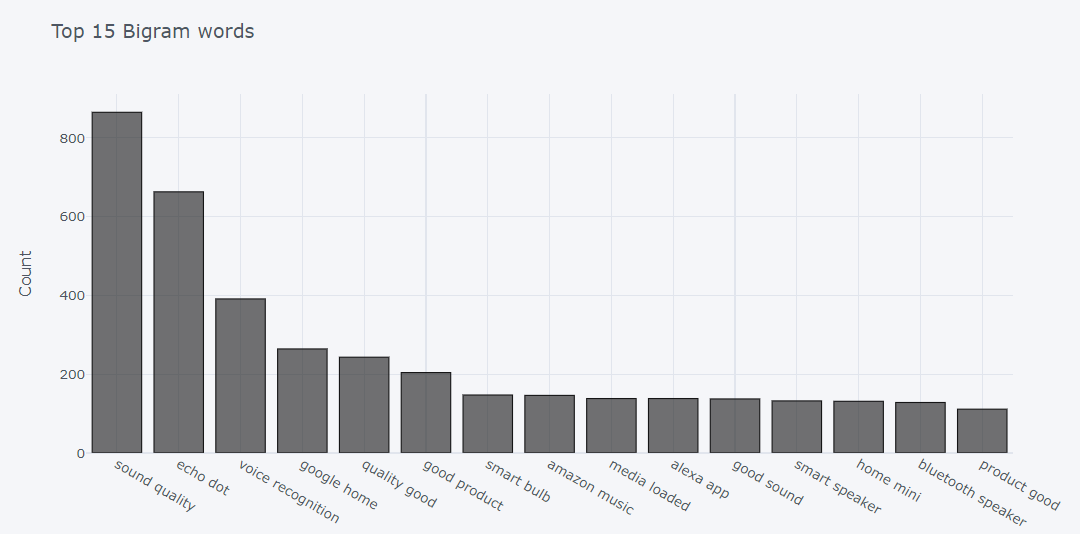 Top 15 Bigram words
Count
800
600
400
200
0
sound quality
echo dot
voice recognition
google home
quality good
good product
smart bulb
amazon music
media loaded
alexa app
good sound
smart speaker
home mini
bluetooth speaker
product good